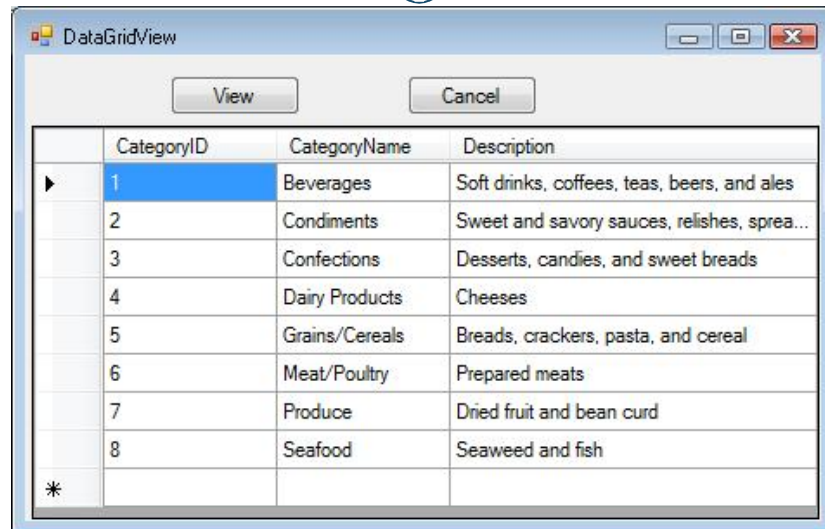 DataGridView
View Cancel
CategoryID CategoryName Description
1 Beverages Soft drinks, coffees, teas, beers, and ales
2 Condiments Sweet and savory sauces, relishes, sprea...
3 Confections Desserts, candies, and sweet breads
4 Dairy Products Cheeses
5 Grains/Cereals Breads, crackers, pasta, and cereal
6 Meat/Poultry Prepared meats
7 Produce Dried fruit and bean curd
8 Seafood Seaweed and fish